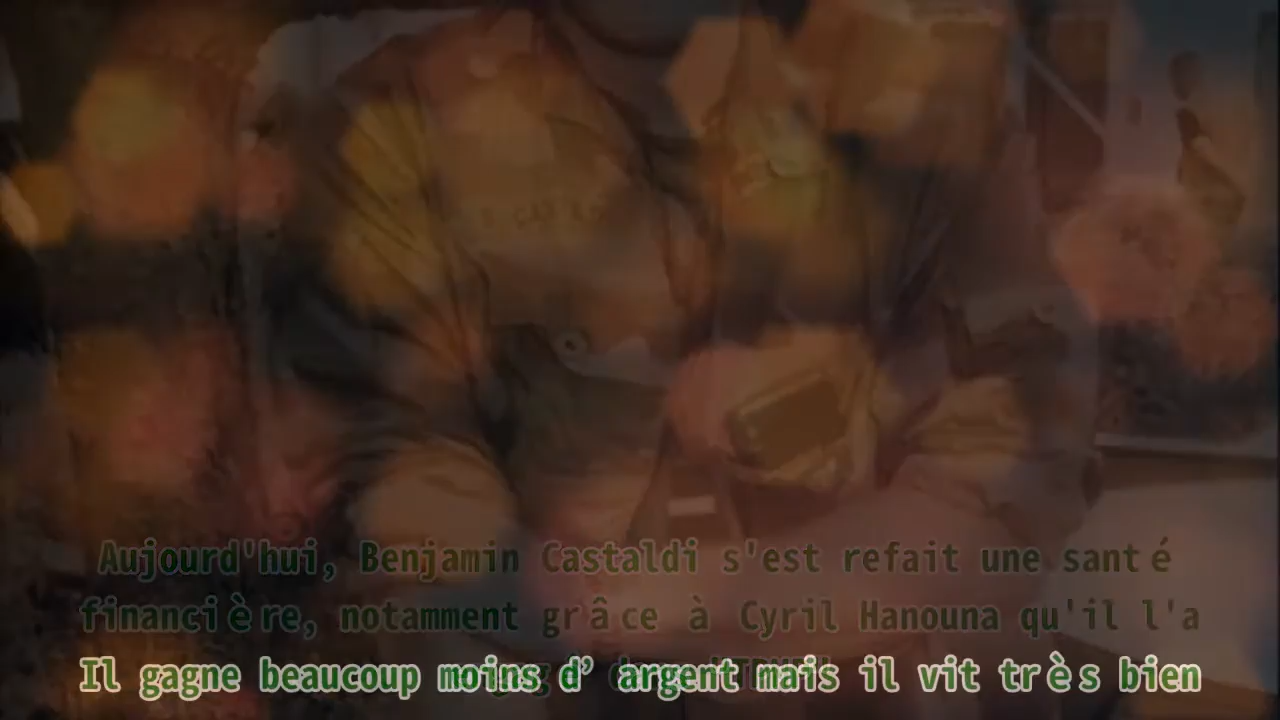 Aujourd'hui, Benjamin Castaldi s'est refait une santé
financière, notamment grâce à Cyril Hanouna qu'il l'a
Il gagne beaucoup moins d’ argent mais il vit très bien